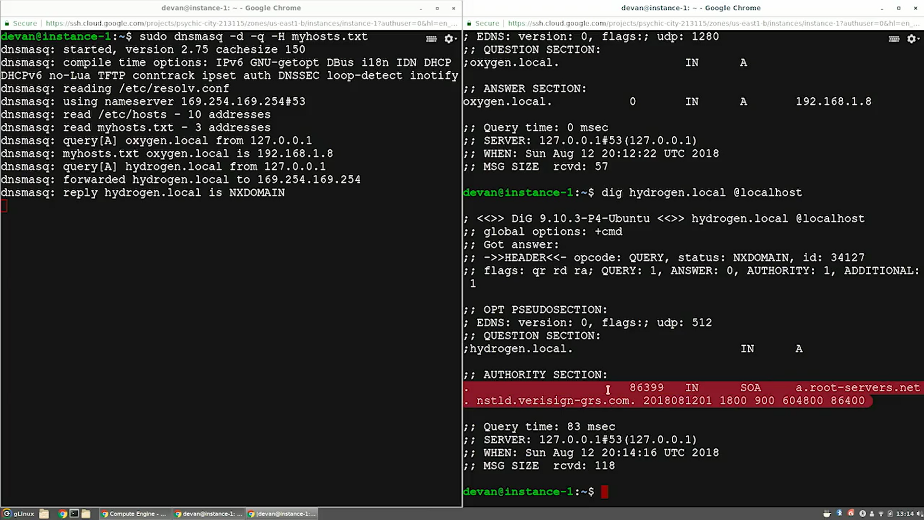 devan@instance-1: ~ - Google Chrome
Secure https://ssh.cloud.google.com/projects/psychic-city-213115/zones/us-east1-b/instances/instance-1?authuser=0&hl=en_...
devan@instance-1:~$ sudo dnsmasq -d -q -H myhosts.txt
dnsmasq: started, version 2.75 cachesize 150
dnsmasq: compile time options: IPv6 GNU-getopt DBus i18n IDN DHCP
DHCPv6 no-Lua TFTP conntrack ipset auth DNSSEC loop-detect inotify
dnsmasq: reading /etc/resolv.conf
dnsmasq: using nameserver 169.254.169.254#53
dnsmasq: read /etc/hosts - 10 addresses
dnsmasq: read myhosts.txt - 3 addresses
dnsmasq: query[A] oxygen.local from 127.0.0.1
dnsmasq: myhosts.txt oxygen.local is 192.168.1.8
dnsmasq: query[A] hydrogen.local from 127.0.0.1
dnsmasq: forwarded hydrogen.local to 169.254.169.254
dnsmasq: reply hydrogen.local is NXDOMAIN
devan@instance-1: ~ - Google Chrome
Secure https://ssh.cloud.google.com/projects/psychic-city-213115/zones/us-east1-b/instances/instance-1?authuser=0&hl=en_...
; EDNS: version: 0, flags:; udp: 1280
;; QUESTION SECTION:
;oxygen.local. IN A
;; ANSWER SECTION:
oxygen.local. 0 IN A 192.168.1.8
;; Query time: 0 msec
;; SERVER: 127.0.0.1#53(127.0.0.1)
;; WHEN: Sun Aug 12 20:12:22 UTC 2018
;; MSG SIZE rcvd: 57
devan@instance-1:~$ dig hydrogen.local @localhost
; <<>> DiG 9.10.3-P4-Ubuntu <<>> hydrogen.local @localhost
;; global options: +cmd
;; Got answer:
;; ->>HEADER<<- opcode: QUERY, status: NXDOMAIN, id: 34127
;; flags: qr rd ra; QUERY: 1, ANSWER: 0, AUTHORITY: 1, ADDITIONAL:
1
;; OPT PSEUDOSECTION:
; EDNS: version: 0, flags:; udp: 512
;; QUESTION SECTION:
;hydrogen.local. IN A
;; AUTHORITY SECTION:
. 86399 IN SOA a.root-servers.net
. nstld.verisign-grs.com. 2018081201 1800 900 604800 86400
;; Query time: 83 msec
;; SERVER: 127.0.0.1#53(127.0.0.1)
;; WHEN: Sun Aug 12 20:14:16 UTC 2018
;; MSG SIZE rcvd: 118
devan@instance-1:~$
gLinux Compute Engine - ... devan@instance-1: ... devan@instance-1: ... 13:14